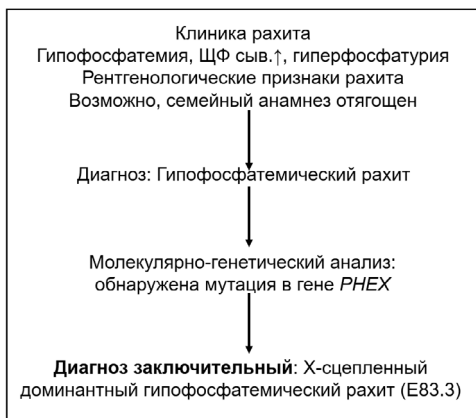 Клиника рахита
Гипофосфатемия, ЩФ сыв.↑, гиперфосфатурия
Рентгенологические признаки рахита
Возможно, семейный анамнез отягощен
Диагноз: Гипофосфатемический рахит
Молекулярно-генетический анализ:
обнаружена мутация в гене PHEX
Диагноз заключительный: Х-сцепленный
доминантный гипофосфатемический рахит (E83.3)